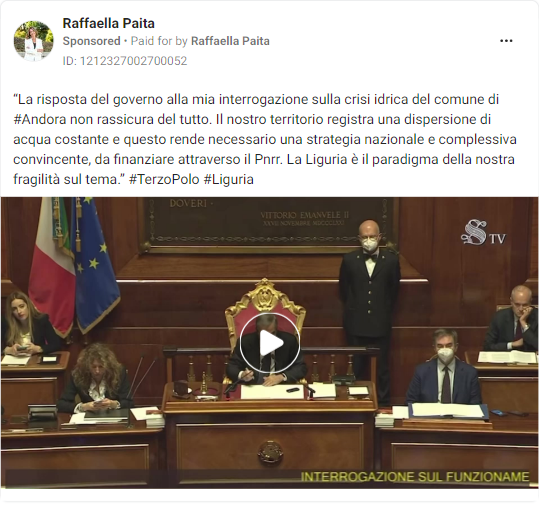 Raffaella Paita
Sponsored • Paid for by Raffaella Paita
ID: 1212327002700052
“La risposta del governo alla mia interrogazione sulla crisi idrica del comune di
#Andora non rassicura del tutto. Il nostro territorio registra una dispersione di
acqua costante e questo rende necessario una strategia nazionale e complessiva
convincente, da finanziare attraverso il Pnrr. La Liguria è il paradigma della nostra
fragilità sul tema.” #TerzoPolo #Liguria
DOVERI
VITTORIO EMANUELE II
S TV
INTERROGAZIONE SUL FUNZIONAME